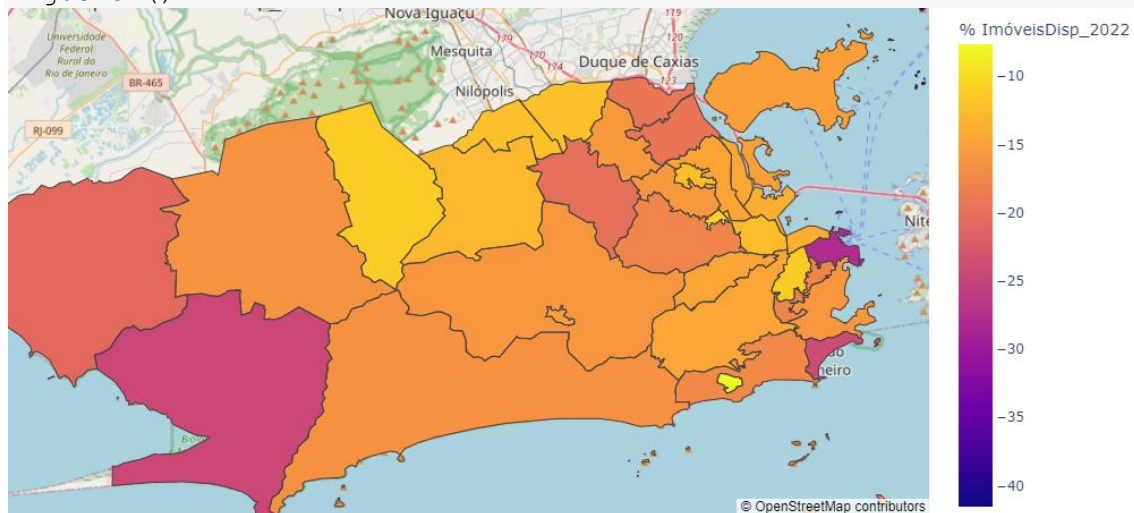 % ImóveisDisp_2022
Nova Iguaçu
119
Universidade
Federal
Rural do
Rio de Janeiro
Mesquita
179
120
170
174
Duque de Caxias
BR-465
123
Nilópolis
RJ-099
Nite
do
neiro
−10
−15
−20
−25
−30
−35
−40
© OpenStreetMap contributors